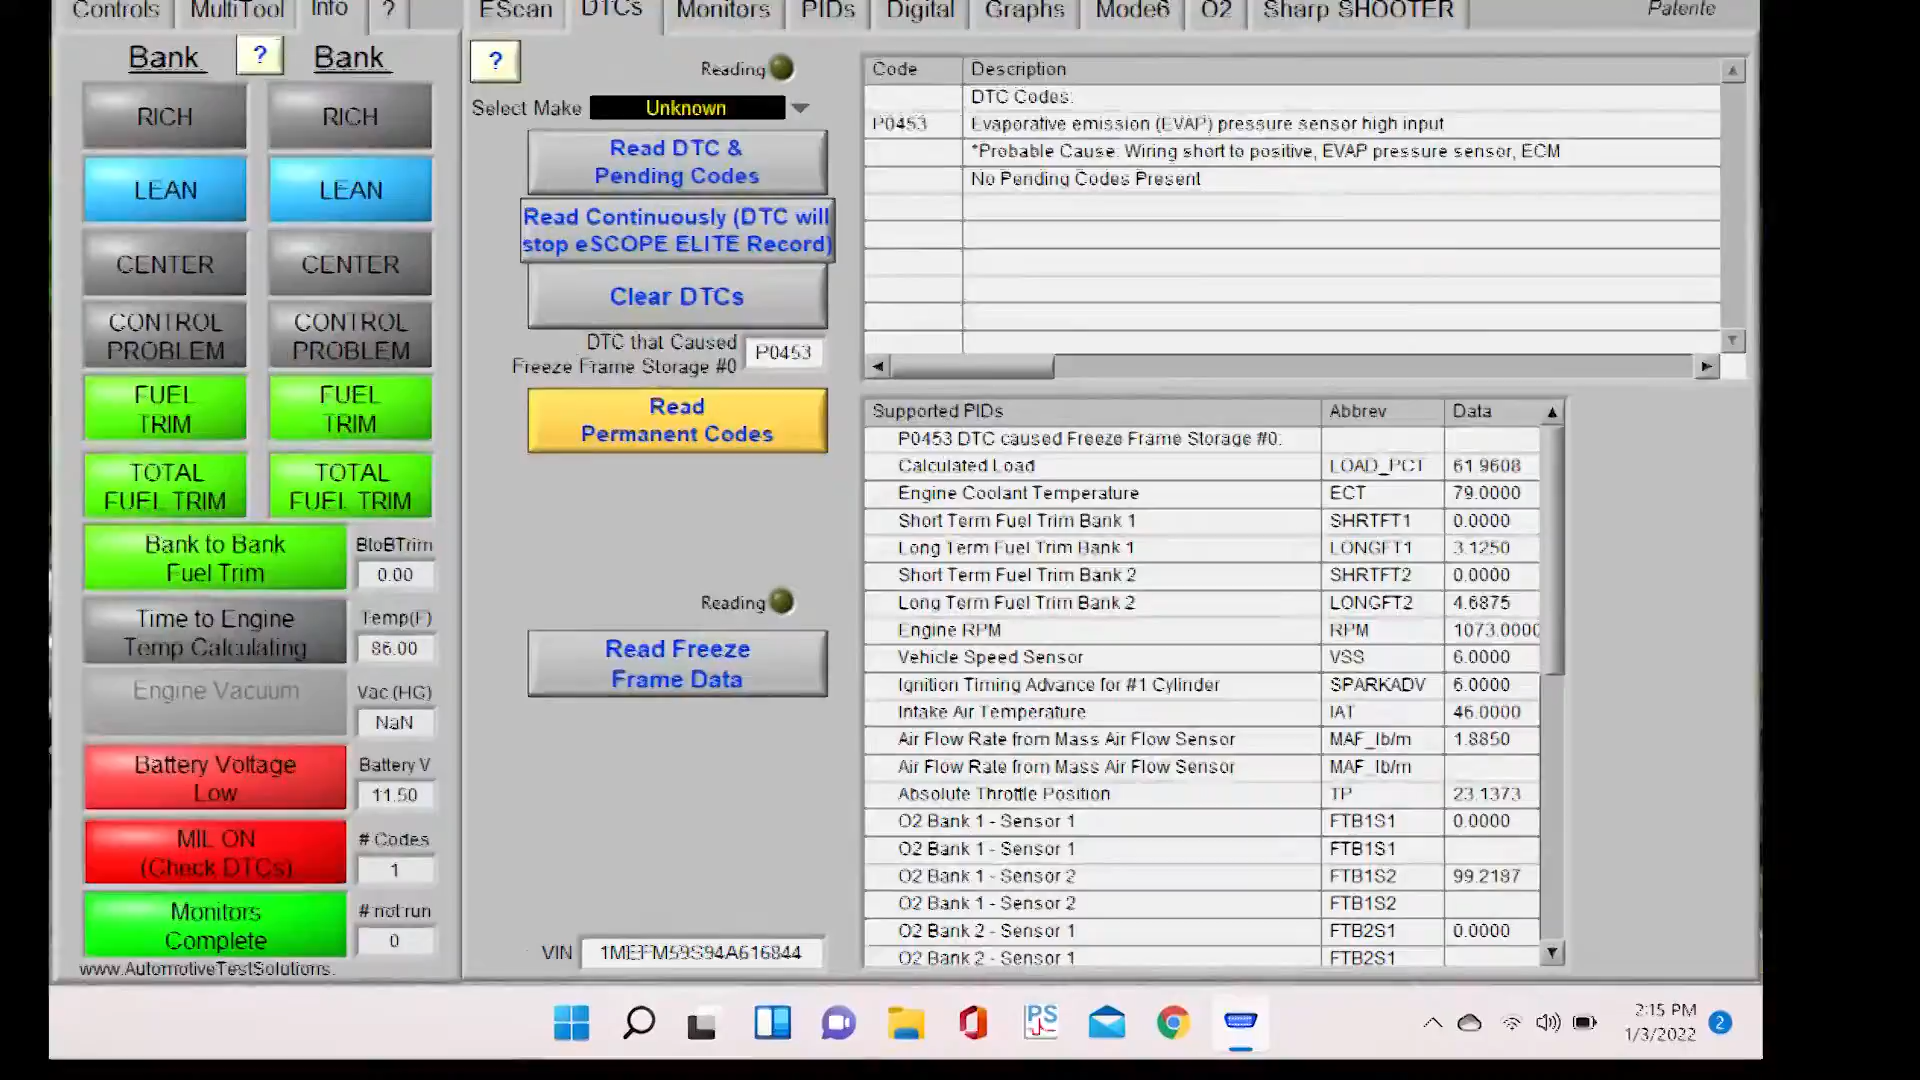 Controls MultiTool Info ? EScan DTCs Monitors PIDs Digital Graphs Mode6 O2 Sharp SHOOTER Patente
Bank ? Bank
RICH RICH
LEAN LEAN
CENTER CENTER
CONTROL PROBLEM CONTROL PROBLEM
FUEL TRIM FUEL TRIM
TOTAL FUEL TRIM TOTAL FUEL TRIM
Bank to Bank
Fuel Trim
BtoBTrim
0.00
Time to Engine
Temp Calculating
Temp(F)
86.00
Engine Vacuum
Vac (HG)
NaN
Battery Voltage
Low
Battery V
11.50
MIL ON
(Check DTCs)
# Codes
1
Monitors
Complete
# not run
0
www.AutomotiveTestSolutions.
?
Reading
Select Make Unknown
Read DTC &
Pending Codes
Read Continuously (DTC will
stop eSCOPE ELITE Record)
Clear DTCs
DTC that Caused
Freeze Frame Storage #0 P0453
Read
Permanent Codes
Reading
Read Freeze
Frame Data
VIN
Code Description
DTC Codes:
P0453 Evaporative emission (EVAP) pressure sensor high input
*Probable Cause: Wiring short to positive, EVAP pressure sensor, ECM
No Pending Codes Present
Supported PIDs Abbrev Data
P0453 DTC caused Freeze Frame Storage #0:
Calculated Load LOAD_PCT 61.9608
Engine Coolant Temperature ECT 79.0000
Short Term Fuel Trim Bank 1 SHRTFT1 0.0000
Long Term Fuel Trim Bank 1 LONGFT1 3.1250
Short Term Fuel Trim Bank 2 SHRTFT2 0.0000
Long Term Fuel Trim Bank 2 LONGFT2 4.6875
Engine RPM RPM 1073.0000
Vehicle Speed Sensor VSS 6.0000
Ignition Timing Advance for #1 Cylinder SPARKADV 6.0000
Intake Air Temperature IAT 46.0000
Air Flow Rate from Mass Air Flow Sensor MAF_lb/m 1.8850
Air Flow Rate from Mass Air Flow Sensor MAF_lb/m
Absolute Throttle Position TP 23.1373
O2 Bank 1 - Sensor 1 FTB1S1 0.0000
O2 Bank 1 - Sensor 1 FTB1S1
O2 Bank 1 - Sensor 2 FTB1S2 99.2187
O2 Bank 1 - Sensor 2 FTB1S2
O2 Bank 2 - Sensor 1 FTB2S1 0.0000
O2 Bank 2 - Sensor 1 FTB2S1
PS
2:15 PM
1/3/2022
2